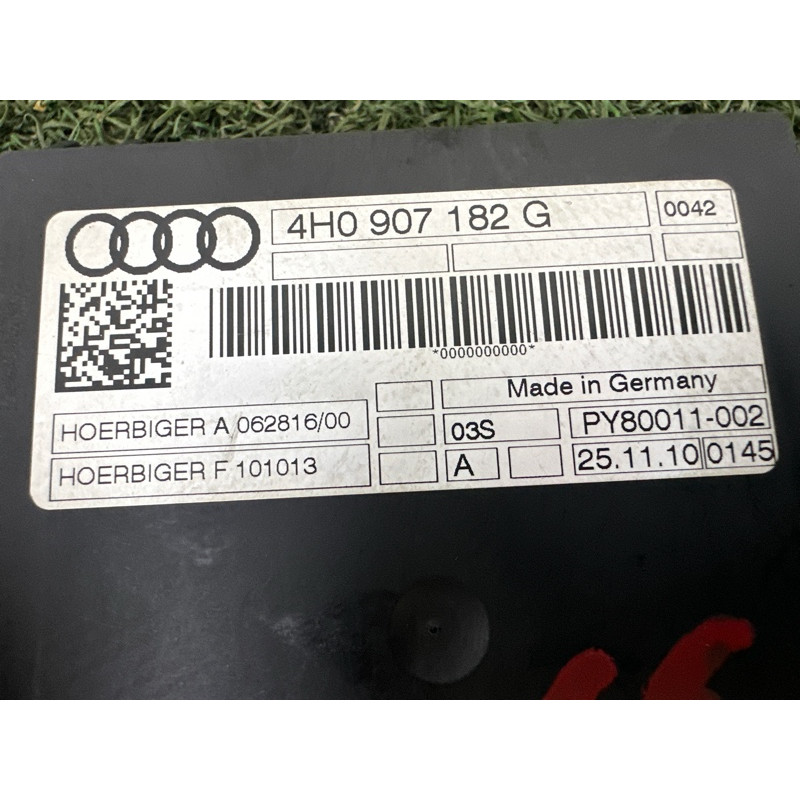 4H0 907 182 G
0042
*0000000000*
Made in Germany
HOERBIGER A 062816/00
03S
PY80011-002
HOERBIGER F 101013
A
25.11.10
0145